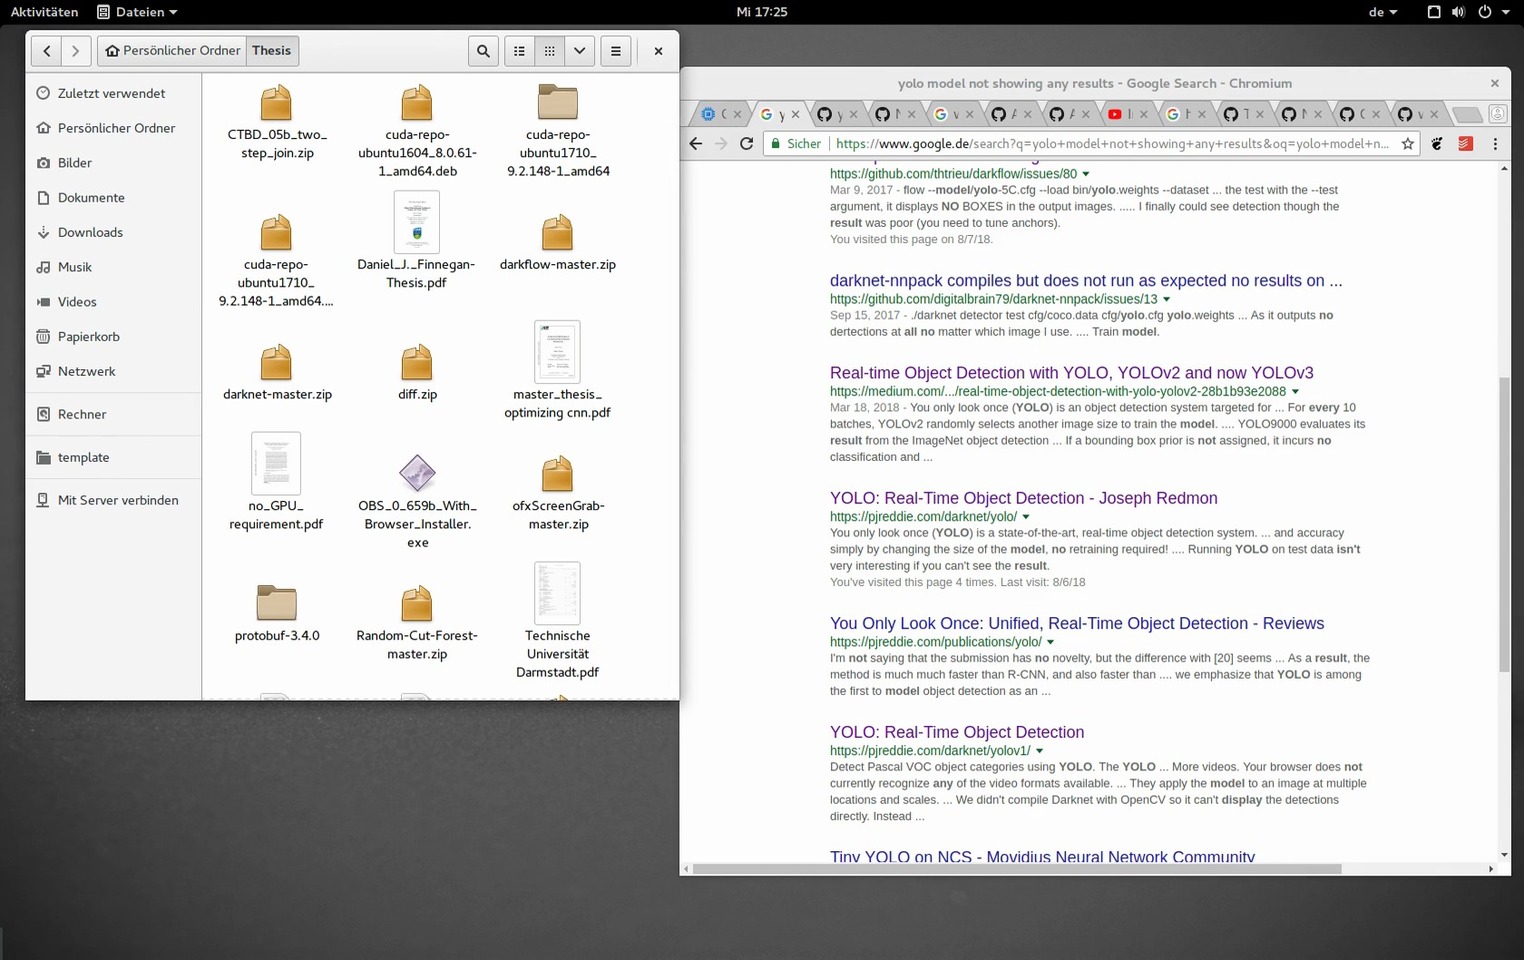 Aktivitäten
Dateien
Mi 17:25
de
Persönlicher Ordner
Thesis
Zuletzt verwendet
Persönlicher Ordner
Bilder
Dokumente
Downloads
Musik
Videos
Papierkorb
Netzwerk
Rechner
template
Mit Server verbinden
CTBD_05b_two_
step_join.zip
cuda-repo-
ubuntu1604_8.0.61-
1_amd64.deb
cuda-repo-
ubuntu1710_
9.2.148-1_amd64
cuda-repo-
ubuntu1710_
9.2.148-1_amd64....
Daniel_J._Finnegan-
Thesis.pdf
darkflow-master.zip
darknet-master.zip
diff.zip
master_thesis_
optimizing cnn.pdf
no_GPU_
requirement.pdf
OBS_0_659b_With_
Browser_Installer.
exe
ofxScreenGrab-
master.zip
protobuf-3.4.0
Random-Cut-Forest-
master.zip
Technische
Universität
Darmstadt.pdf
yolo model not showing any results - Google Search - Chromium
Sicher
https://www.google.de/search?q=yolo+model+not+showing+any+results&oq=yolo+model+n...
https://github.com/thtrieu/darkflow/issues/80
Mar 9, 2017 - flow --model/yolo-5C.cfg --load bin/yolo.weights --dataset ... the test with the --test
argument, it displays NO BOXES in the output images. ..... I finally could see detection though the
result was poor (you need to tune anchors).
You visited this page on 8/7/18.
darknet-nnpack compiles but does not run as expected no results on ...
https://github.com/digitalbrain79/darknet-nnpack/issues/13
Sep 15, 2017 - ./darknet detector test cfg/coco.data cfg/yolo.cfg yolo.weights ... As it outputs no
dertections at all no matter which image I use. .... Train model.
Real-time Object Detection with YOLO, YOLOv2 and now YOLOv3
https://medium.com/.../real-time-object-detection-with-yolo-yolov2-28b1b93e2088
Mar 18, 2018 - You only look once (YOLO) is an object detection system targeted for ... For every 10
batches, YOLOv2 randomly selects another image size to train the model. .... YOLO9000 evaluates its
result from the ImageNet object detection ... If a bounding box prior is not assigned, it incurs no
classification and ...
YOLO: Real-Time Object Detection - Joseph Redmon
https://pjreddie.com/darknet/yolo/
You only look once (YOLO) is a state-of-the-art, real-time object detection system. ... and accuracy
simply by changing the size of the model, no retraining required! .... Running YOLO on test data isn't
very interesting if you can't see the result.
You've visited this page 4 times. Last visit: 8/6/18
You Only Look Once: Unified, Real-Time Object Detection - Reviews
https://pjreddie.com/publications/yolo/
I'm not saying that the submission has no novelty, but the difference with [20] seems ... As a result, the
method is much much faster than R-CNN, and also faster than .... we emphasize that YOLO is among
the first to model object detection as an ...
YOLO: Real-Time Object Detection
https://pjreddie.com/darknet/yolov1/
Detect Pascal VOC object categories using YOLO. The YOLO ... More videos. Your browser does not
currently recognize any of the video formats available. ... They apply the model to an image at multiple
locations and scales. ... We didn't compile Darknet with OpenCV so it can't display the detections
directly. Instead ...
Tiny YOLO on NCS - Movidius Neural Network Community